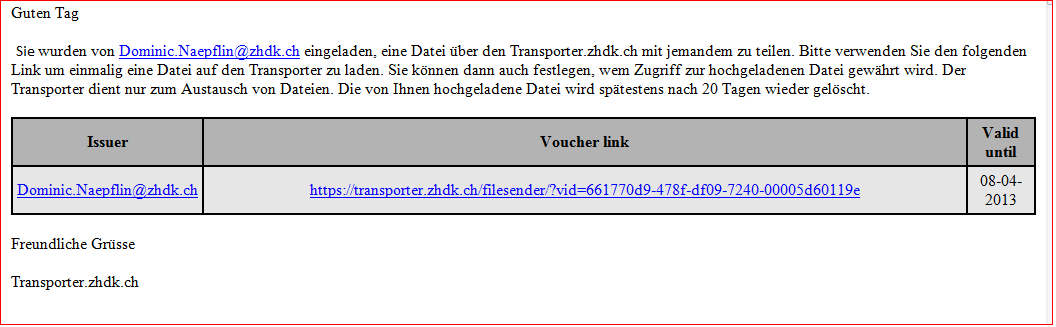 Guten Tag
Sie wurden von Dominic.Naepflin@zhdk.ch eingeladen, eine Datei über den Transporter.zhdk.ch mit jemandem zu teilen. Bitte verwenden Sie den folgenden
Link um einmalig eine Datei auf den Transporter zu laden. Sie können dann auch festlegen, wem Zugriff zur hochgeladenen Datei gewährt wird. Der
Transporter dient nur zum Austausch von Dateien. Die von Ihnen hochgeladene Datei wird spätestens nach 20 Tagen wieder gelöscht.
Issuer Voucher link Valid
until
Dominic.Naepflin@zhdk.ch https://transporter.zhdk.ch/filesender/?vid=661770d9-478f-df09-7240-00005d60119e 08-04-
2013
Freundliche Grüsse
Transporter.zhdk.ch